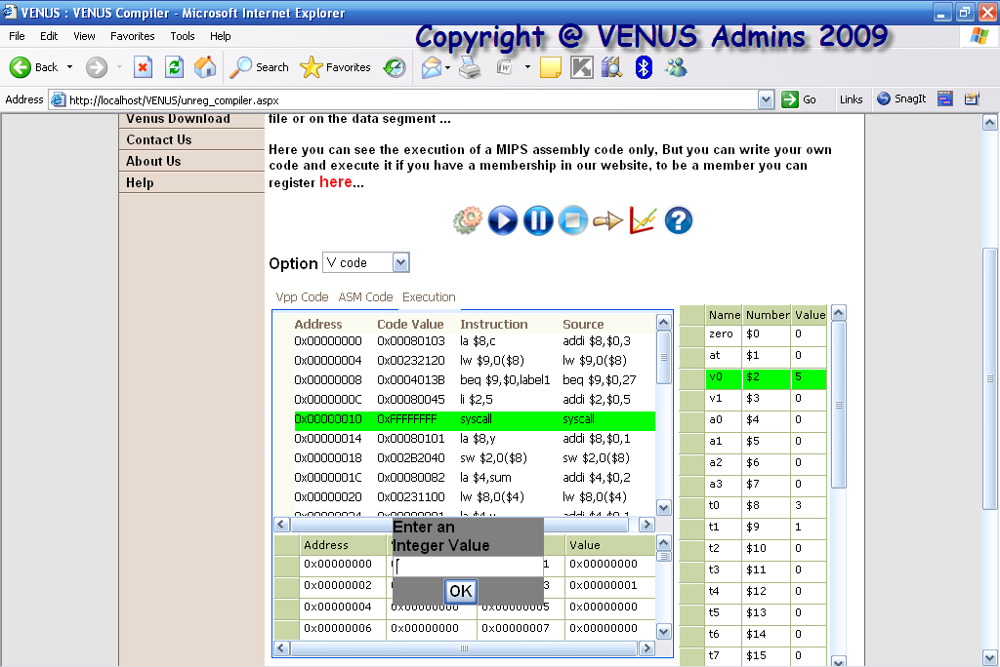 VENUS : VENUS Compiler - Microsoft Internet Explorer
File Edit View Favorites Tools Help
Copyright @ VENUS Admins 2009
Back Search Favorites
Address http://localhost/VENUS/unreg_compiler.aspx Go Links SnagIt
Venus Download
Contact Us
About Us
Help
file or on the data segment ...
Here you can see the execution of a MIPS assembly code only, But you can write your own
code and execute it if you have a membership in our website, to be a member you can
register here...
Option V code
Vpp Code ASM Code Execution
Address Code Value Instruction Source
0x00000000 0x00080103 la $8,c addi $8,$0,3
0x00000004 0x00232120 lw $9,0($8) lw $9,0($8)
0x00000008 0x0004013B beq $9,$0,label1 beq $9,$0,27
0x0000000C 0x00080045 li $2,5 addi $2,$0,5
0x00000010 0xFFFFFFFF syscall syscall
0x00000014 0x00080101 la $8,y addi $8,$0,1
0x00000018 0x002B2040 sw $2,0($8) sw $2,0($8)
0x0000001C 0x00080082 la $4,sum addi $4,$0,2
0x00000020 0x00231100 lw $8,0($4) lw $8,0($4)
Enter an
Integer Value
OK
Address Value
0x00000000 1 0x00000000
0x00000002 3 0x00000001
0x00000004 0x00000000 0x00000005 0x00000000
0x00000006 0x00000000 0x00000007 0x00000000
Name Number Value
zero $0 0
at $1 0
v0 $2 5
v1 $3 0
a0 $4 0
a1 $5 0
a2 $6 0
a3 $7 0
t0 $8 3
t1 $9 1
t2 $10 0
t3 $11 0
t4 $12 0
t5 $13 0
t6 $14 0
t7 $15 0